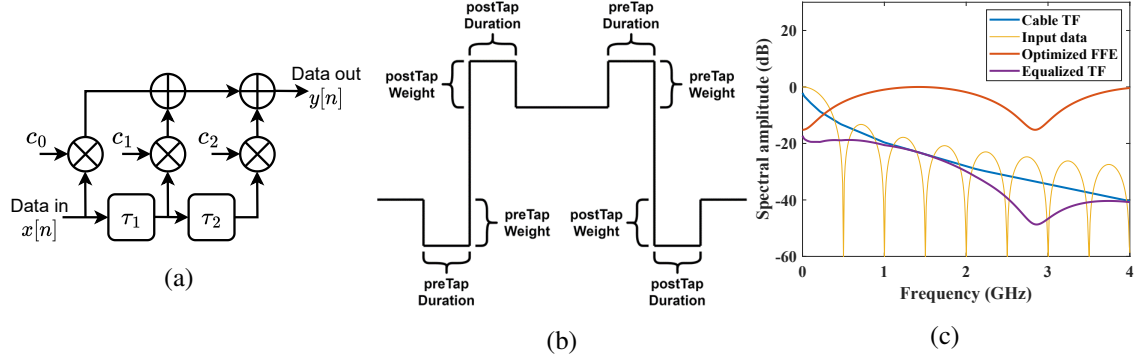 Data out
y[n]
c0
c1
c2
Data in
x[n]
τ1
τ2
(a)
postTap
Duration
preTap
Duration
postTap
Weight
preTap
Weight
preTap
Weight
postTap
Weight
preTap
Duration
postTap
Duration
(b)
Cable TF
Input data
Optimized FFE
Equalized TF
Spectral amplitude (dB)
20
0
-20
-40
-60
0
1
2
3
4
Frequency (GHz)
(c)